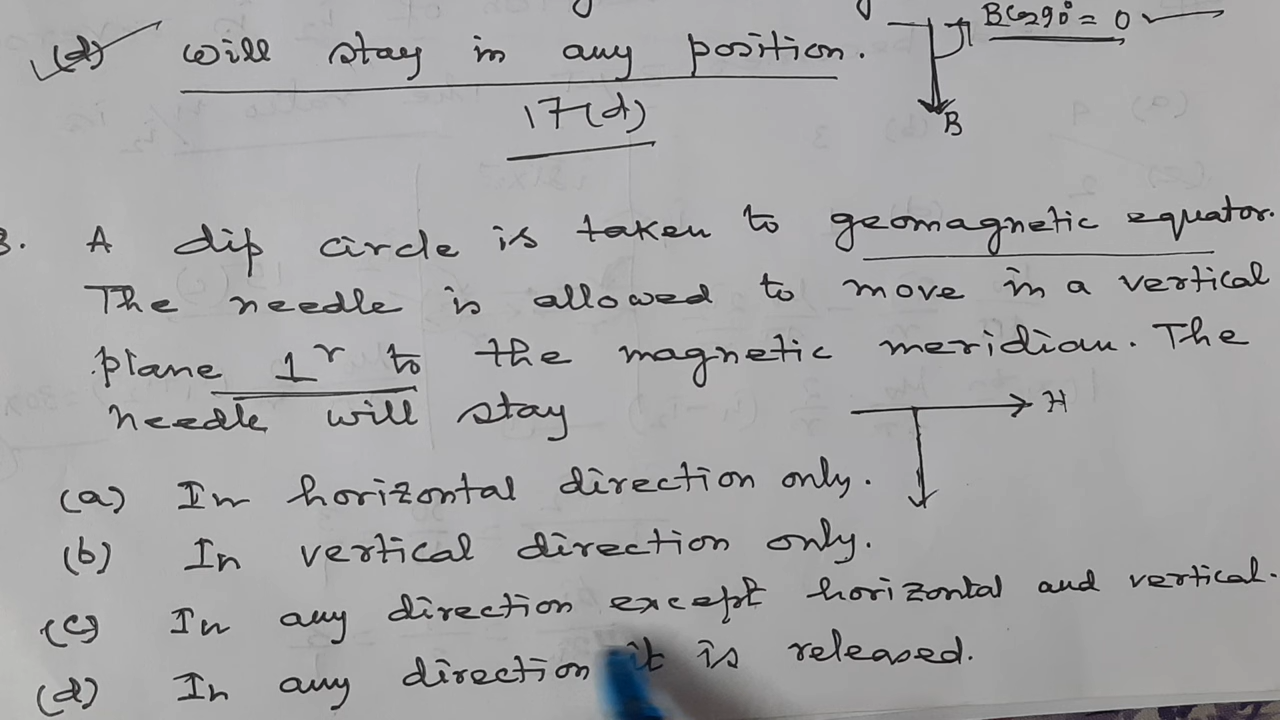 (d) will stay in any position.
Bcos90° = 0
B
17(d)
3. A dip circle is taken to geomagnetic equator.
The needle is allowed to move in a vertical
plane 1r to the magnetic meridian. The
needle will stay
H
(a) In horizontal direction only.
(b) In vertical direction only.
(c) In any direction except horizontal and vertical.
(d) In any direction it is released.